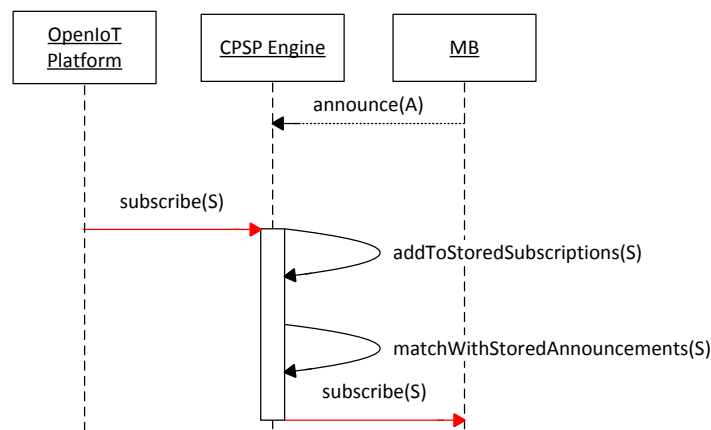 OpenIoT
Platform
CPSP Engine
MB
announce(A)
subscribe(S)
addToStoredSubscriptions(S)
matchWithStoredAnnouncements(S)
subscribe(S)